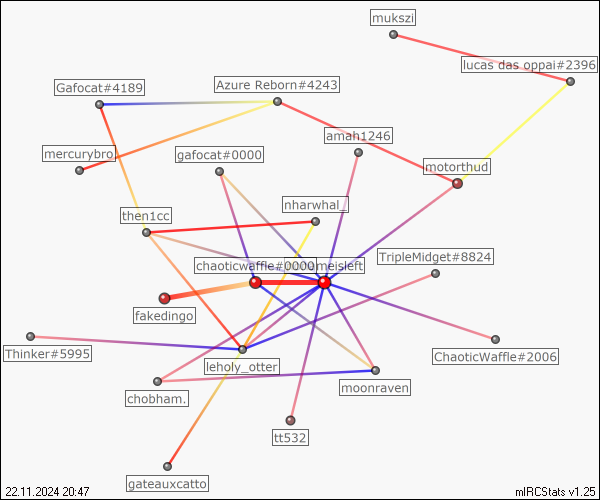 mukszi
lucas das oppai#2396
Gafocat#4189
Azure Reborn#4243
amah1246
mercurybro
gafocat#0000
motorthud
nharwhal_
then1cc
TripleMidget#8824
chaoticwaffle#0000
meisleft
fakedingo
Thinker#5995
leholy_otter
ChaoticWaffle#2006
moonraven
chobham.
tt532
gateauxcatto
22.11.2024 20:47
mIRCStats v1.25